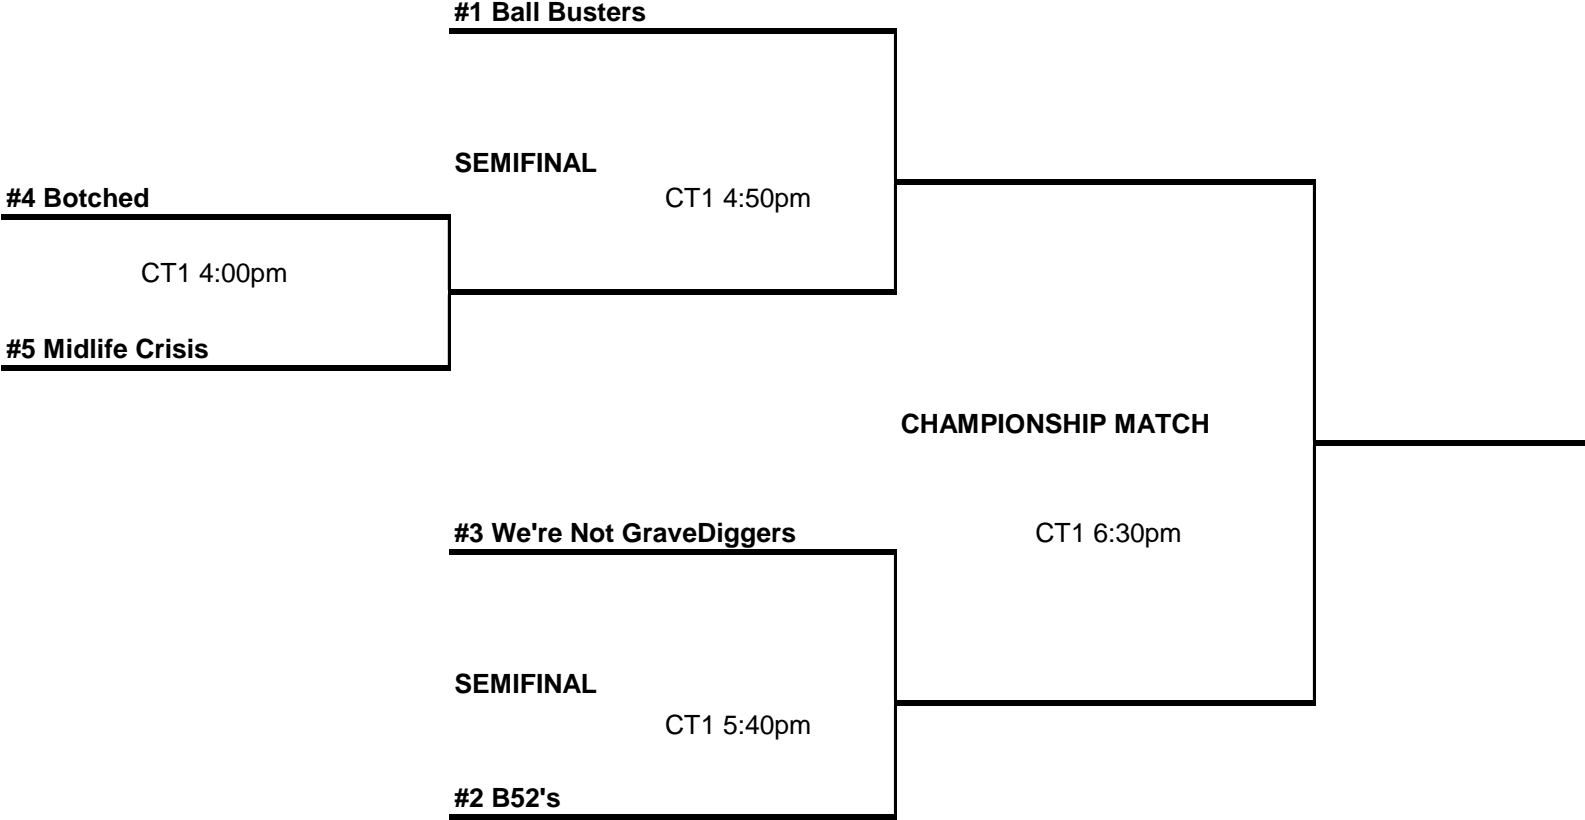 #1 Ball Busters
SEMIFINAL
#4 Botched
CT1 4:50pm
CT1 4:00pm
#5 Midlife Crisis
CHAMPIONSHIP MATCH
#3 We're Not GraveDiggers
CT1 6:30pm
SEMIFINAL
CT1 5:40pm
#2 B52's